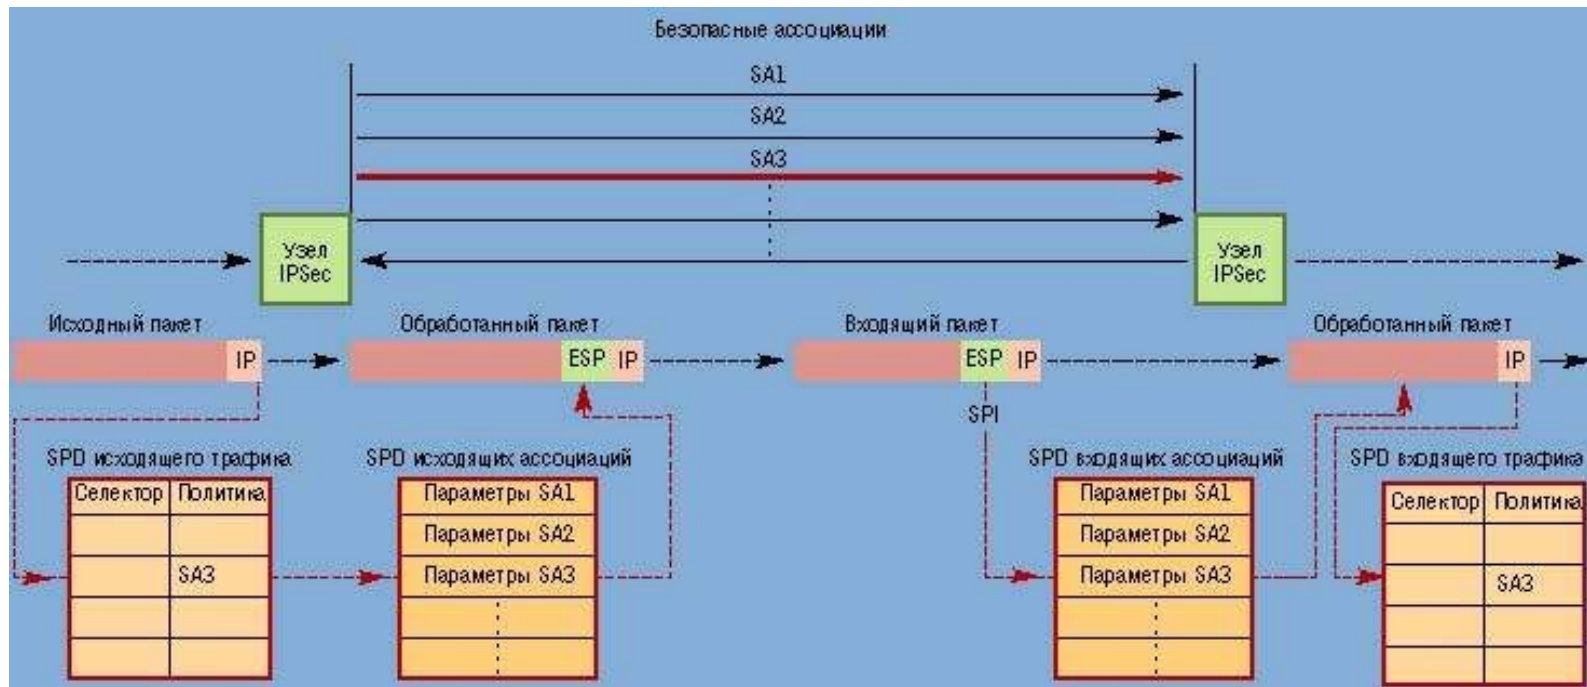 Безопасные ассоциации
SA1
SA2
SA3
Узел
IPSec
Узел
IPSec
Исходный пакет
Обработанный пакет
Входящий пакет
Обработанный пакет
IP
ESP IP
ESP IP
IP
SPI
SPD исходящего трафика
SPD исходящих ассоциаций
SPD входящих ассоциаций
SPD входящего трафика
Селектор Политика
SA3
Параметры SA1
Параметры SA2
Параметры SA3
Параметры SA1
Параметры SA2
Параметры SA3
Селектор Политика
SA3